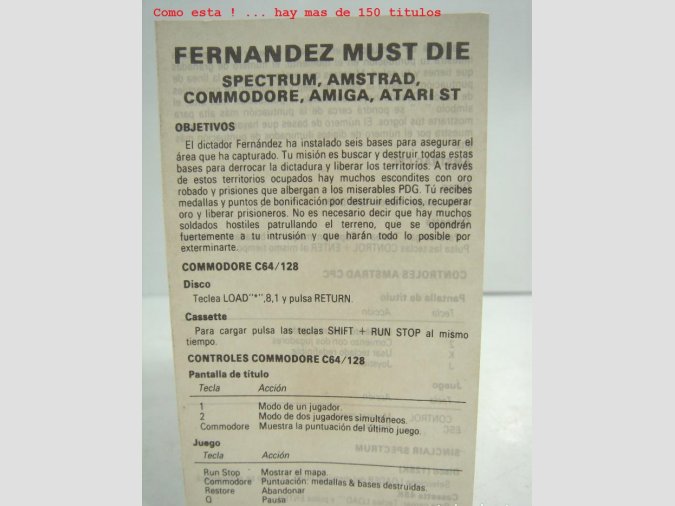 Como esta ! ... hay mas de 150 titulos
FERNANDEZ MUST DIE
SPECTRUM, AMSTRAD,
COMMODORE, AMIGA, ATARI ST
OBJETIVOS
El dictador Fernández ha instalado seis bases para asegurar el
área que ha capturado. Tu misión es buscar y destruir todas estas
bases para derrocar la dictadura y liberar los territorios. A través
de estos territorios ocupados hay muchos escondites con oro
robado y prisiones que albergan a los miserables PDG. Tú recibes
medallas y puntos de bonificación por destruir edificios, recuperar
oro y liberar prisioneros. No es necesario decir que hay muchos
soldados hostiles patrullando el terreno, que se opondrán
fuertemente a tu intrusión y que harán todo lo posible por
exterminarte.
COMMODORE C64/128
Disco
Teclea LOAD"*",8,1 y pulsa RETURN.
Cassette
Para cargar pulsa las teclas SHIFT + RUN STOP al mismo
tiempo.
CONTROLES COMMODORE C64/128
Pantalla de título
Tecla Acción
1 Modo de un jugador.
2 Modo de dos jugadores simultáneos.
Commodore Muestra la puntuación del último juego.
Juego
Tecla Acción
Run Stop Mostrar el mapa.
Commodore Puntuación: medallas & bases destruidas.
Restore Abandonar
Q Pausa